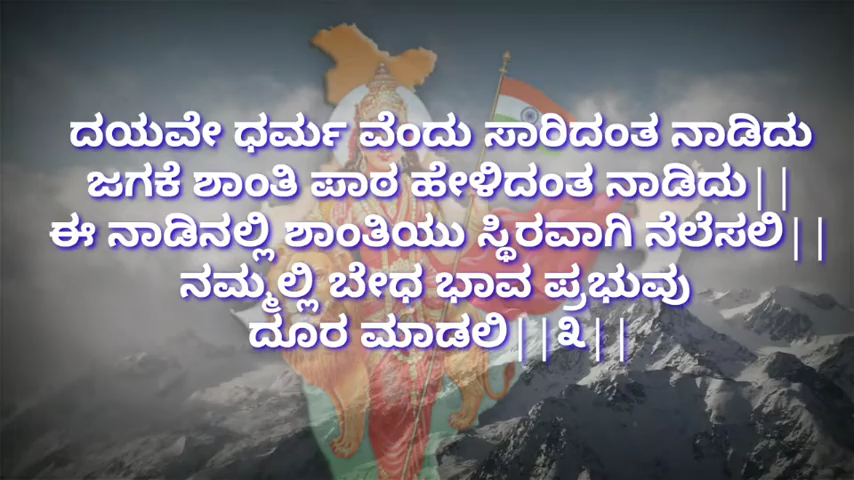 ದಯವೇ ಧರ್ಮ ವೆಂದು ಸಾರಿದಂತ ನಾಡಿದು
ಜಗಕೆ ಶಾಂತಿ ಪಾಠ ಹೇಳಿದಂತ ನಾಡಿದು||
ಈ ನಾಡಿನಲ್ಲಿ ಶಾಂತಿಯು ಸ್ಥಿರವಾಗಿ ನೆಲೆಸಲಿ||
ನಮ್ಮಲ್ಲಿ ಬೇಧ ಭಾವ ಪ್ರಭುವು
ದೂರ ಮಾಡಲಿ||೩||